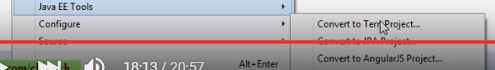 Java EE Tools
Configure
Convert to Tern Project...
Source
Convert to JPA Project...
18:13 / 20:57
Alt+Enter
Convert to AngularJS Project...